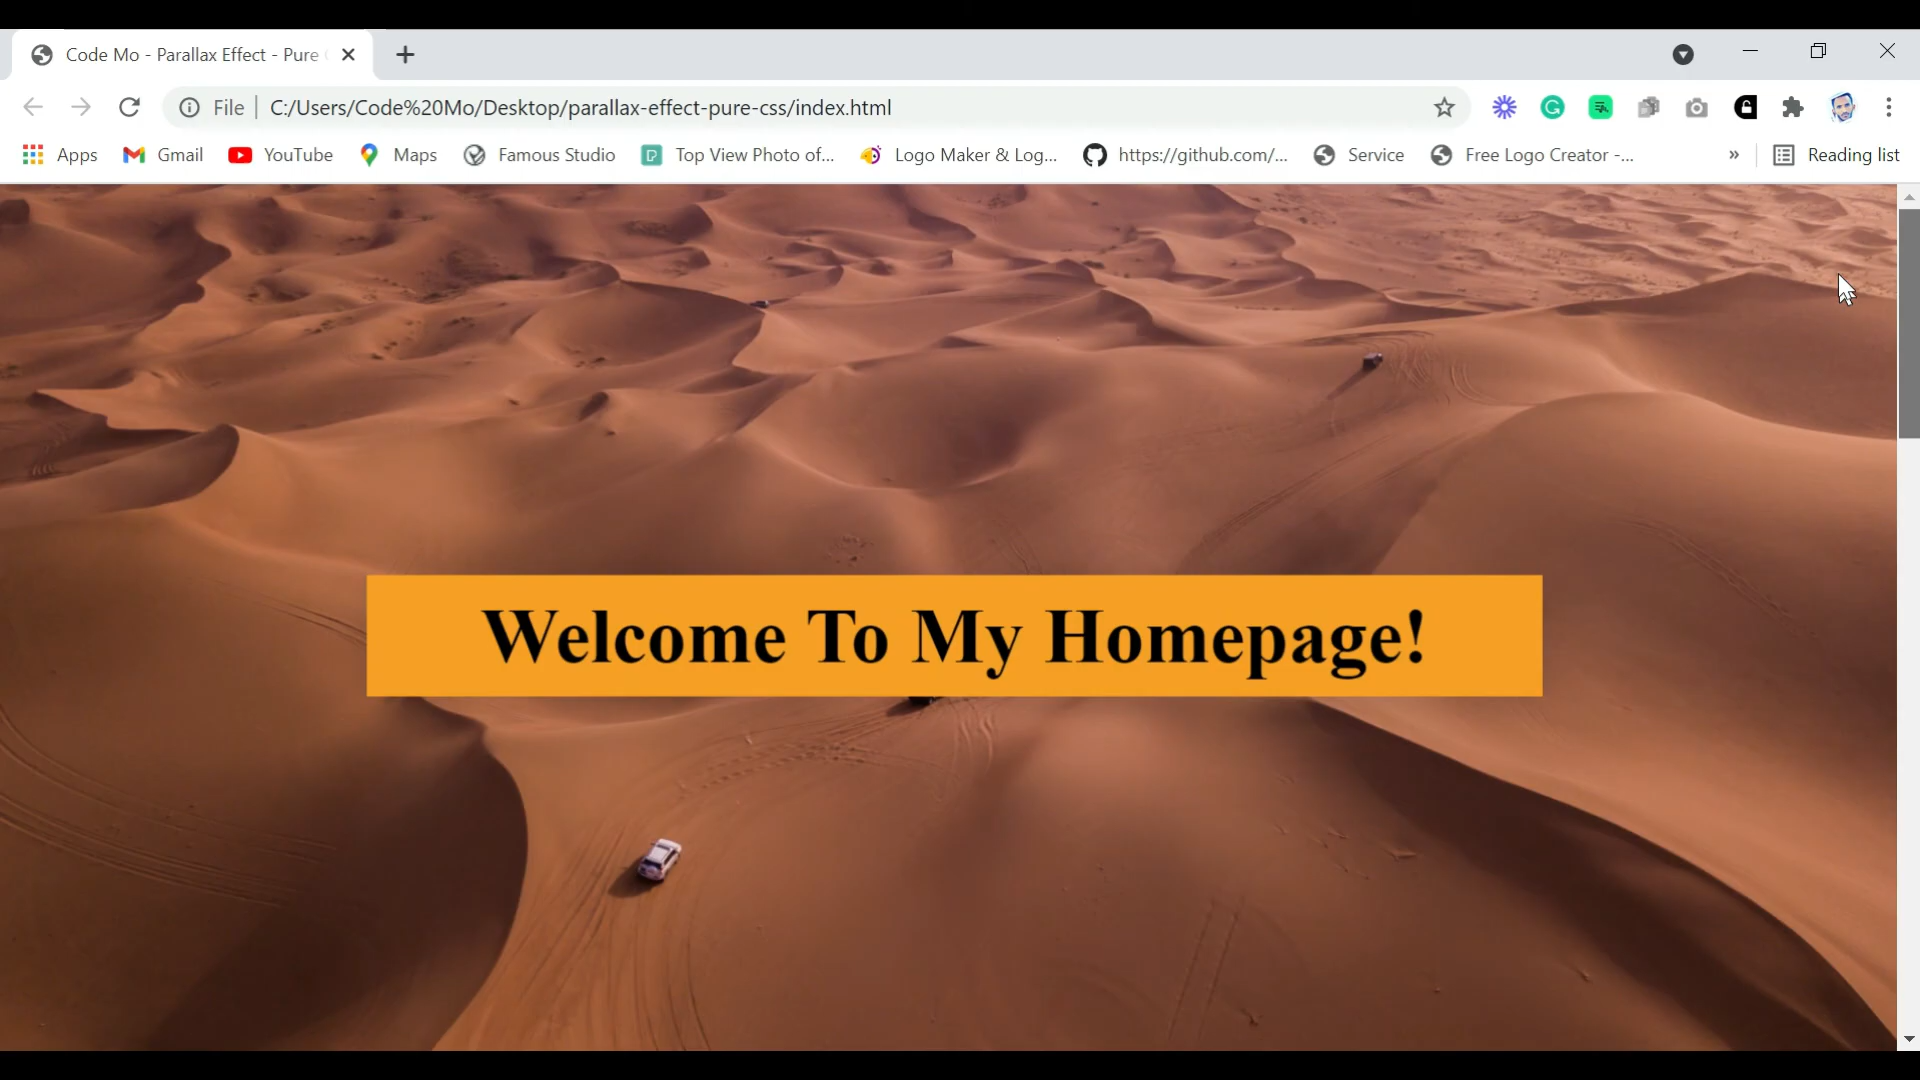 Code Mo - Parallax Effect - Pure
File
C:/Users/Code%20Mo/Desktop/parallax-effect-pure-css/index.html
Apps
Gmail
YouTube
Maps
Famous Studio
Top View Photo of...
Logo Maker & Log...
https://github.com/...
Service
Free Logo Creator -...
»
Reading list
Welcome To My Homepage!